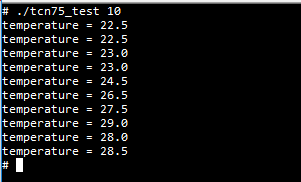 # ./tcn75_test 10
temperature = 22.5
temperature = 22.5
temperature = 23.0
temperature = 23.0
temperature = 24.5
temperature = 26.5
temperature = 27.5
temperature = 29.0
temperature = 28.0
temperature = 28.5
#